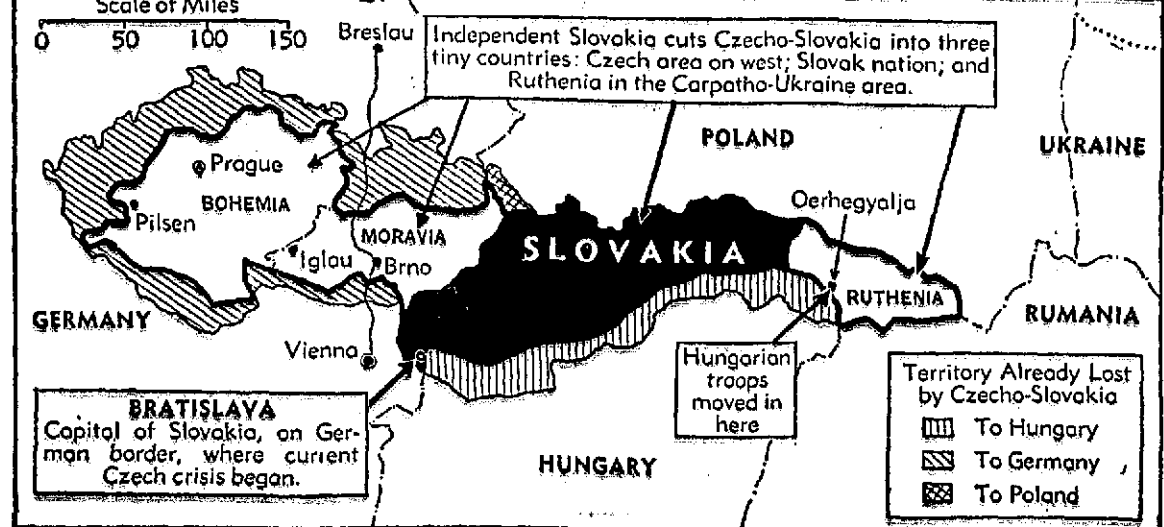 Scale of Miles
0 50 100 150
Breslau
Independent Slovakia cuts Czecho-Slovakia into three
tiny countries: Czech area on west; Slovak nation; and
Ruthenia in the Carpatho-Ukraine area.
POLAND
UKRAINE
Prague
BOHEMIA
Pilsen
Oerhegyalja
MORAVIA
Iglau
Brno
SLOVAKIA
RUTHENIA
GERMANY
RUMANIA
Vienna
BRATISLAVA
Capital of Slovakia, on Ger-
man border, where current
Czech crisis began.
Hungarian
troops
moved in
here
HUNGARY
Territory Already Lost
by Czecho-Slovakia
To Hungary
To Germany
To Poland